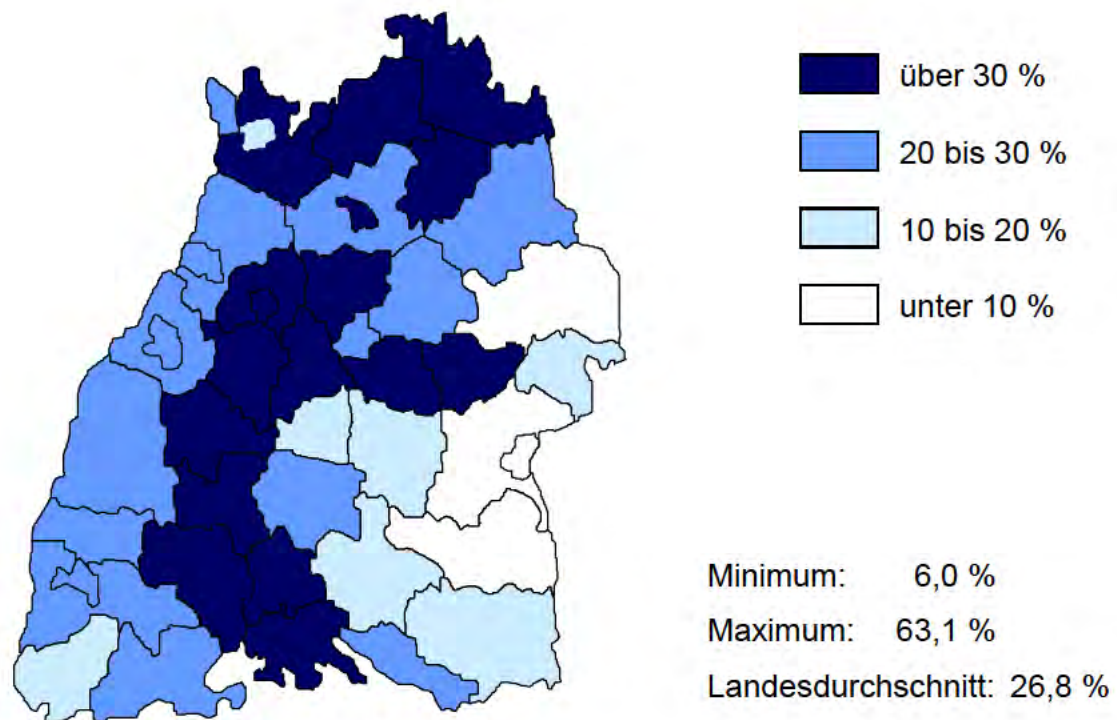 über 30 %
20 bis 30 %
10 bis 20 %
unter 10 %
Minimum: 6,0 %
Maximum: 63,1 %
Landesdurchschnitt: 26,8 %